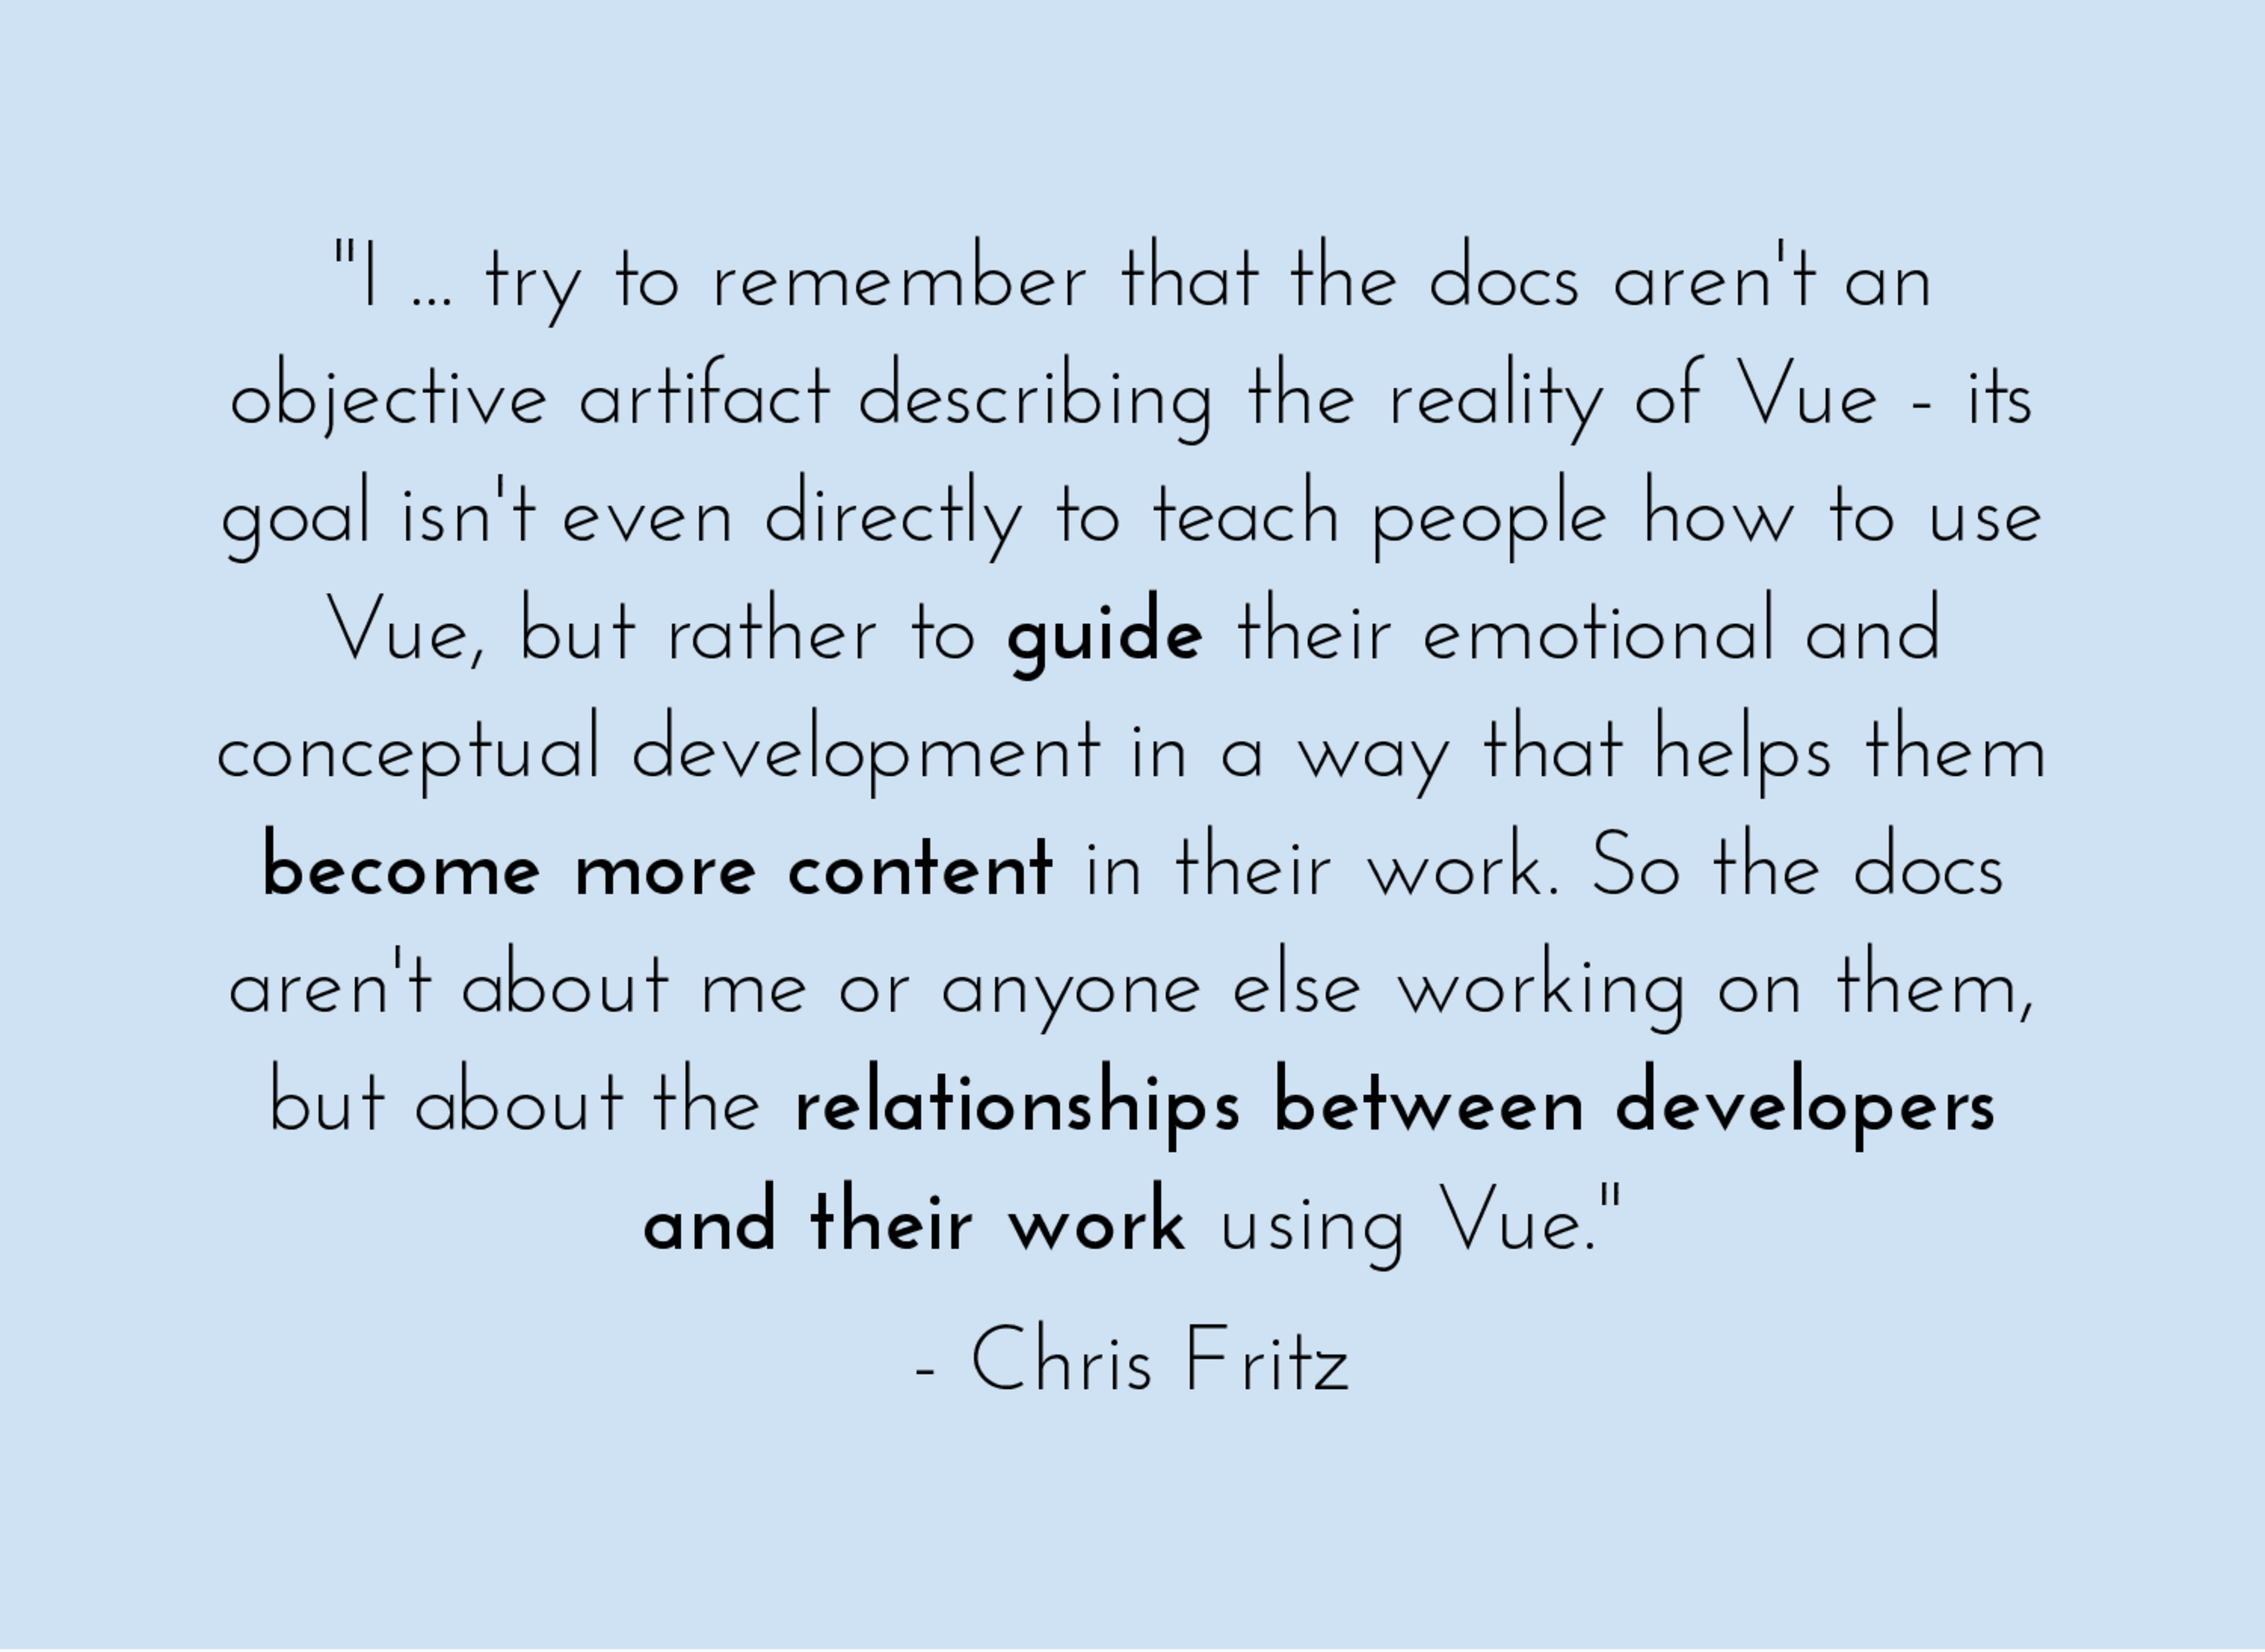 "I ... try to remember that the docs aren't an
objective artifact describing the reality of Vue - its
goal isn't even directly to teach people how to use
Vue, but rather to guide their emotional and
conceptual development in a way that helps them
become more content in their work. So the docs
aren't about me or anyone else working on them,
but about the relationships between developers
and their work using Vue."
- Chris Fritz